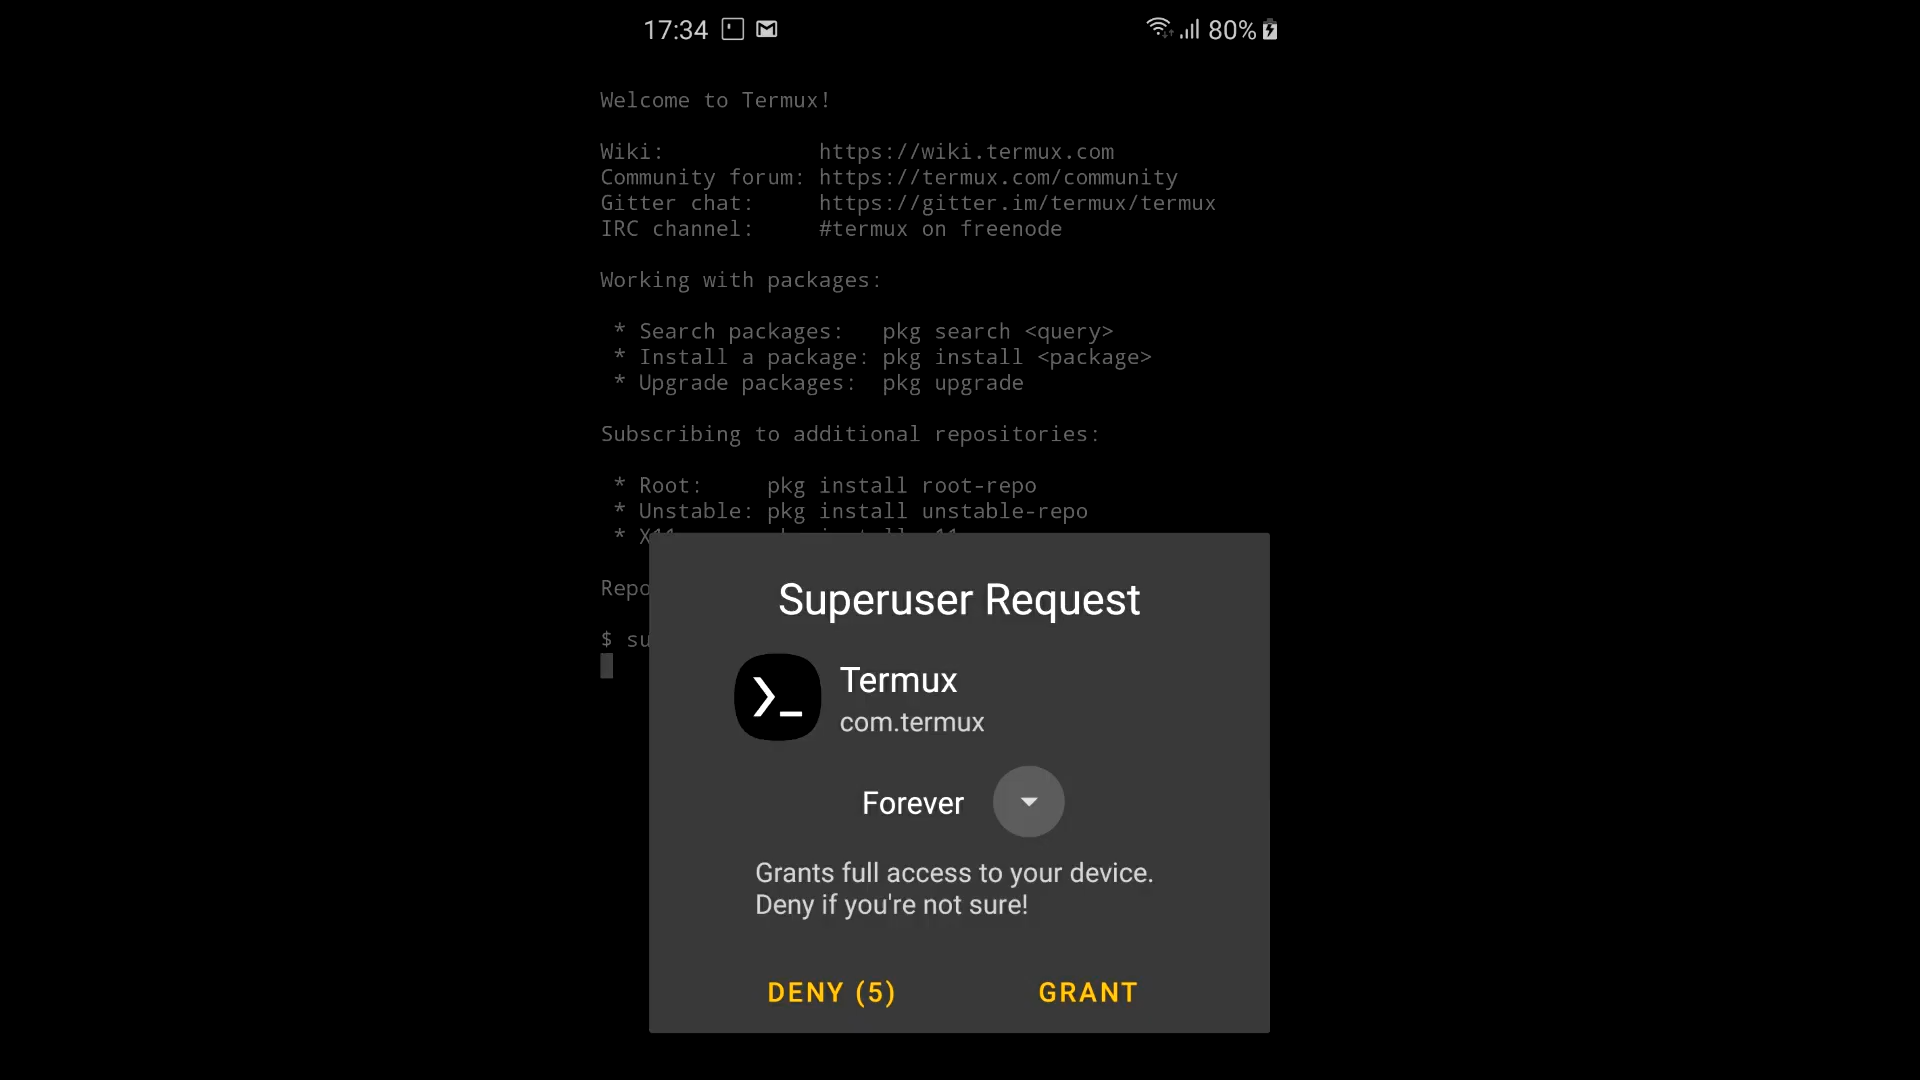 17:34 80%
Welcome to Termux!
Wiki: https://wiki.termux.com
Community forum: https://termux.com/community
Gitter chat: https://gitter.im/termux/termux
IRC channel: #termux on freenode
Working with packages:
* Search packages: pkg search <query>
* Install a package: pkg install <package>
* Upgrade packages: pkg upgrade
Subscribing to additional repositories:
* Root: pkg install root-repo
* Unstable: pkg install unstable-repo
$ su
Superuser Request
Termux
com.termux
Forever
Grants full access to your device.
Deny if you're not sure!
DENY (5) GRANT